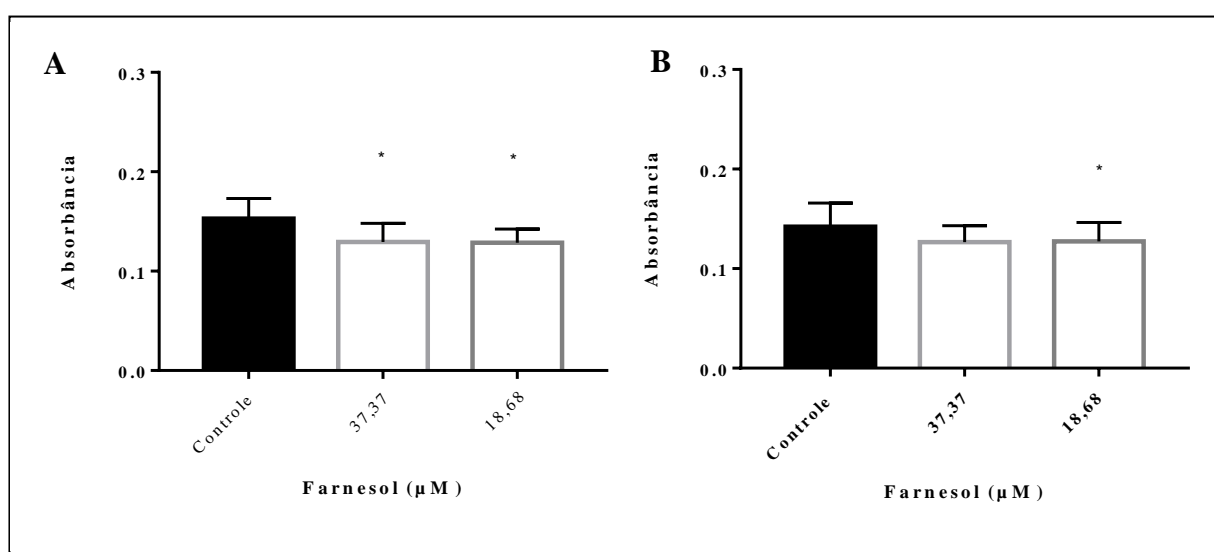 A
0.3
0.2
0.1
0.0
Absorbância
*
*
Controle
37,37
18,68
Farnesol (µM)
B
0.3
0.2
0.1
0.0
Absorbância
*
Controle
37,37
18,68
Farnesol (µM)